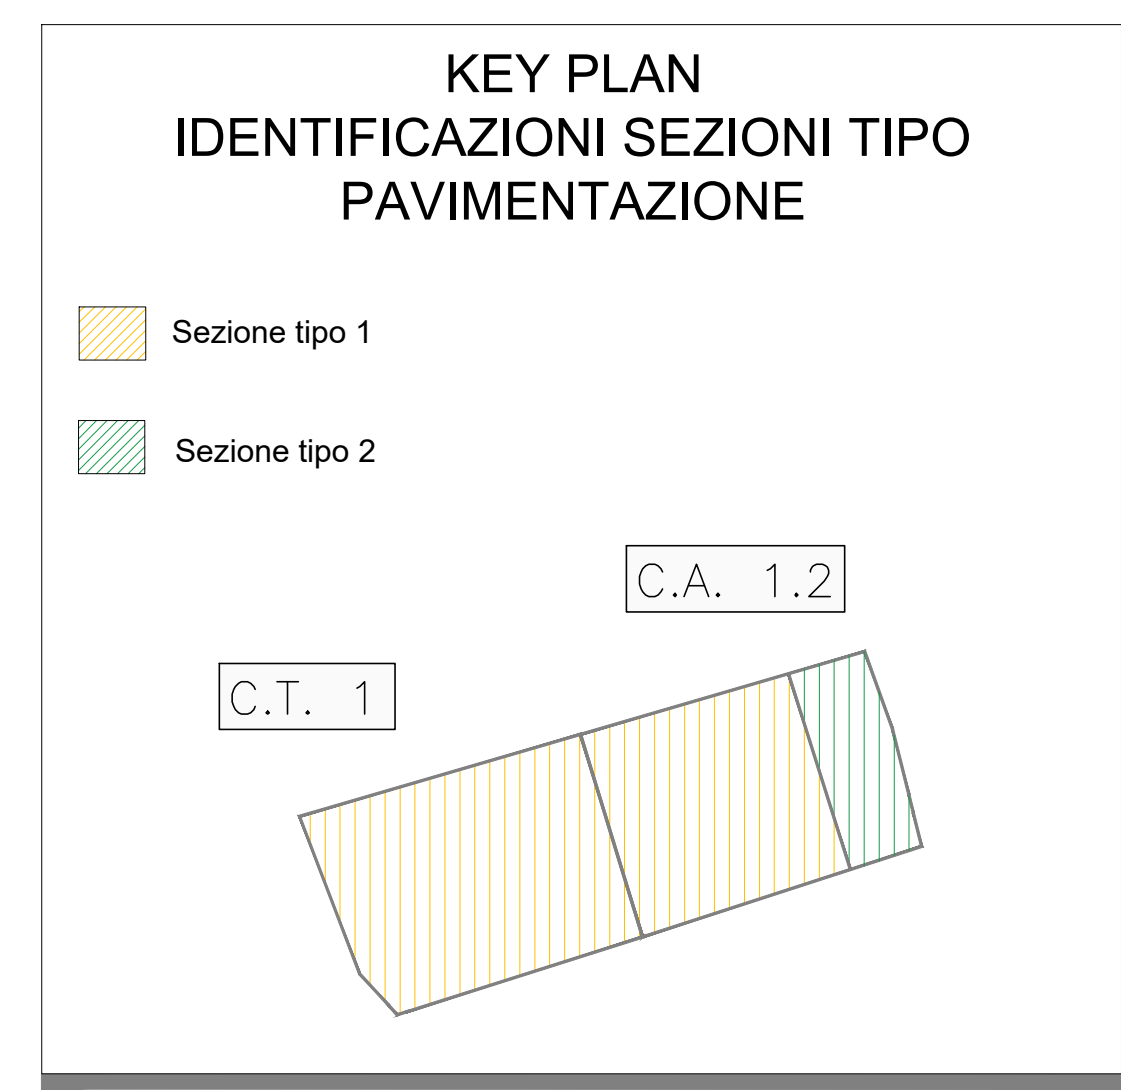 KEY PLAN
IDENTIFICAZIONI SEZIONI TIPO
PAVIMENTAZIONE
Sezione tipo 1
Sezione tipo 2
C.A. 1.2
C.T. 1